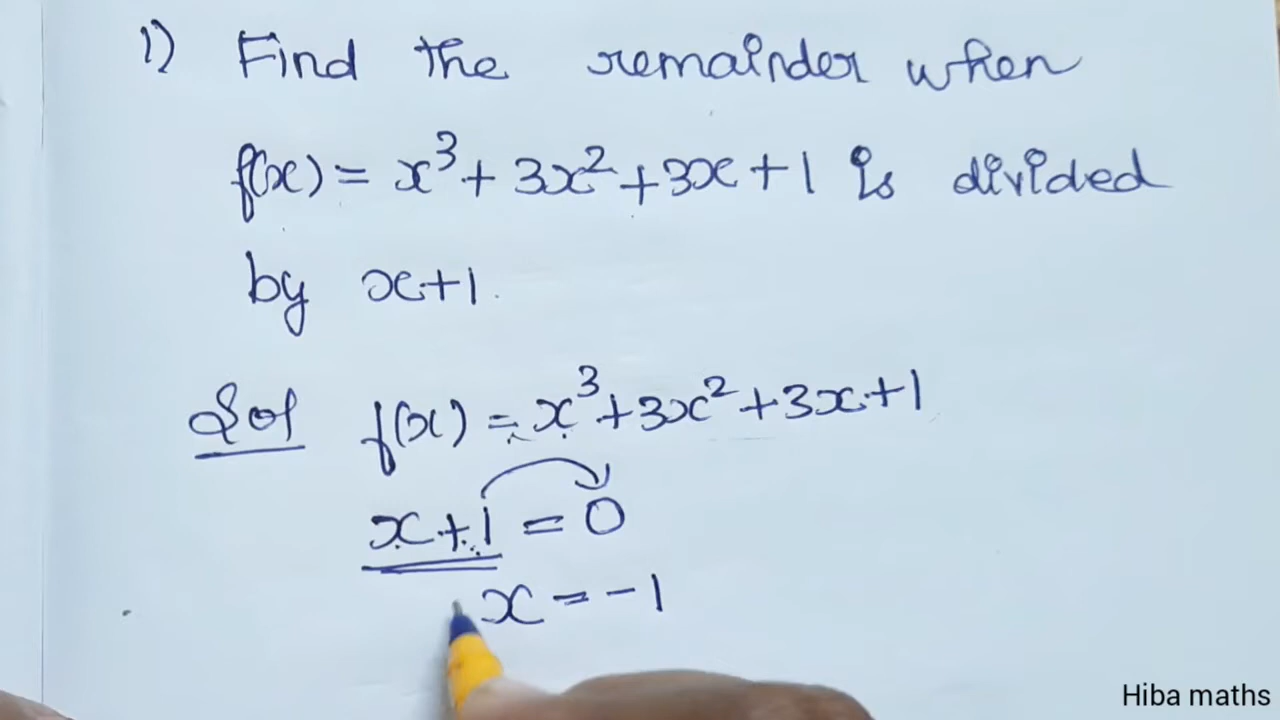 1) Find the remainder when
f(x) = x³ + 3x² + 3x + 1 is divided
by x+1.
Sol f(x) = x³ + 3x² + 3x + 1
x + 1 = 0
x = -1
Hiba maths